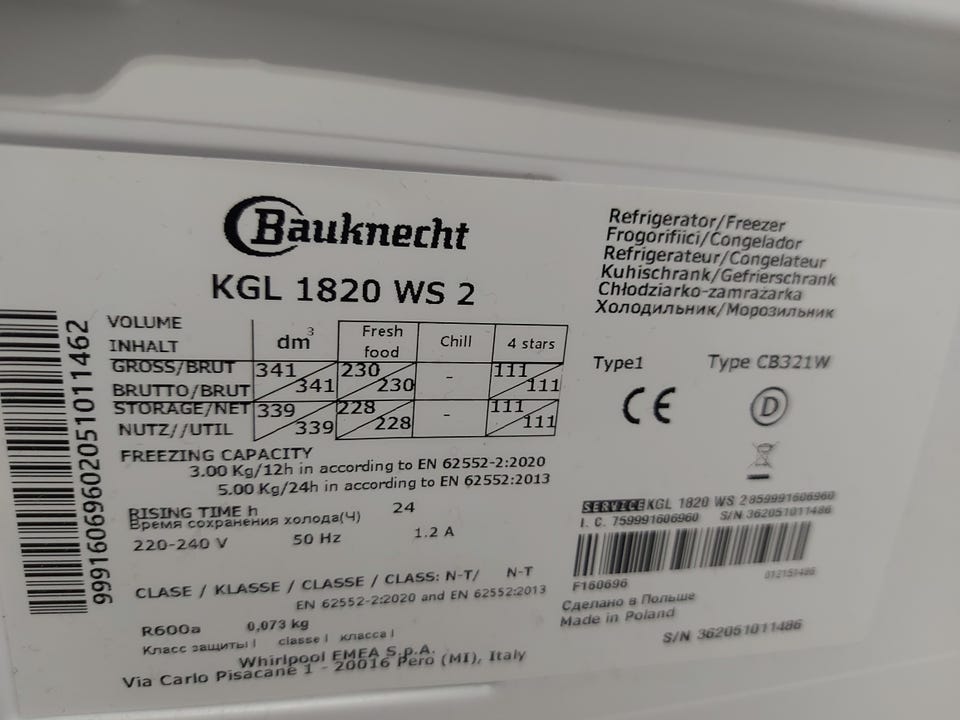 Bauknecht
KGL 1820 WS 2
Refrigerator/Freezer
Frogorifiici/Congelador
Refrigerateur/Congelateur
Kuhischrank/Gefrierschrank
Chłodziarko-zamrażarka
Холодильник/Морозильник
VOLUME
INHALT
dm3
Fresh food
Chill
4 stars
GROSS/BRUT
BRUTTO/BRUT
341 341
230 230
-
111 111
STORAGE/NET
NUTZ//UTIL
339 339
228 228
-
111 111
Type1
Type CB321W
CE
D
FREEZING CAPACITY
3.00 Kg/12h in according to EN 62552-2:2020
5.00 Kg/24h in according to EN 62552:2013
RISING TIME h 24
Время сохранения холода(Ч)
220-240 V 50 Hz 1.2 A
CLASE / KLASSE / CLASSE / CLASS: N-T/ N-T
EN 62552-2:2020 and EN 62552:2013
R600a 0,073 kg
Класс защиты I classe I класса I
Whirlpool EMEA S.p.A.
Via Carlo Pisacane 1 - 20016 Pero (MI), Italy
SERVICE KGL 1820 WS 2 859991606960
I. C. 759991606960 S/N 362051011486
F160696
Сделано в Польше
Made in Poland
S/N 362051011486
99916069602051011462